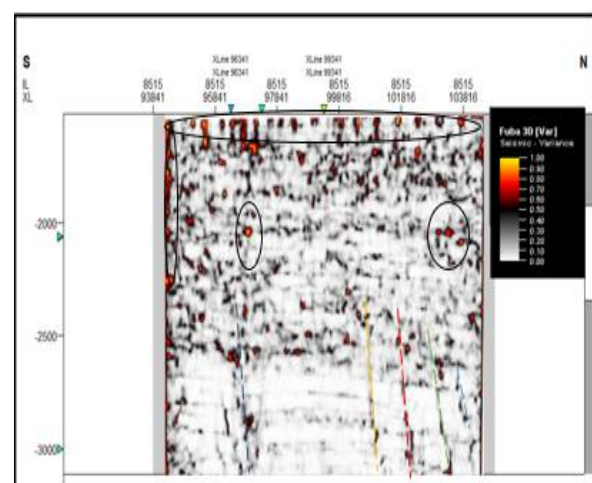 XLine 96341 XLine 99341
S XLine 96341 XLine 99341 N
IL 8515 8515 8515 8515 8515 8515
XL 93841 95841 97841 99816 101816 103816
Fuba 3D [Var]
Seismic - Variance
1.00
0.90
0.80
0.70
0.60
0.50
0.40
0.30
0.20
0.10
0.00
-2000
-2500
-3000